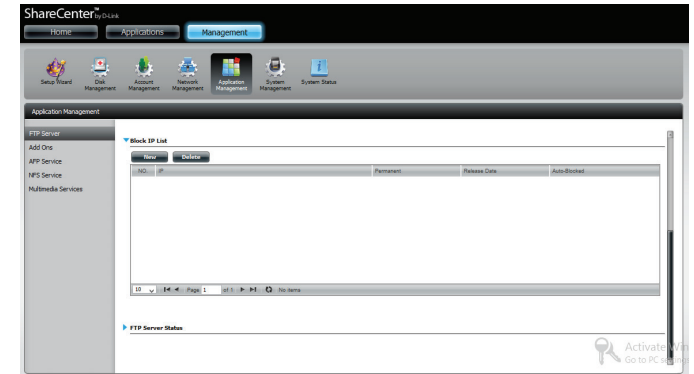 ShareCenter™ by D-Link
Home Applications Management
Setup Wizard Disk Management Account Management Network Management Application Management System Management System Status
Application Management
FTP Server
Add Ons
AFP Service
NFS Service
Multimedia Services
Block IP List
New Delete
NO. IP Permanent Release Date Auto-Blocked
10 Page 1 of 1 No items
FTP Server Status
Activate Win
Go to PC settings